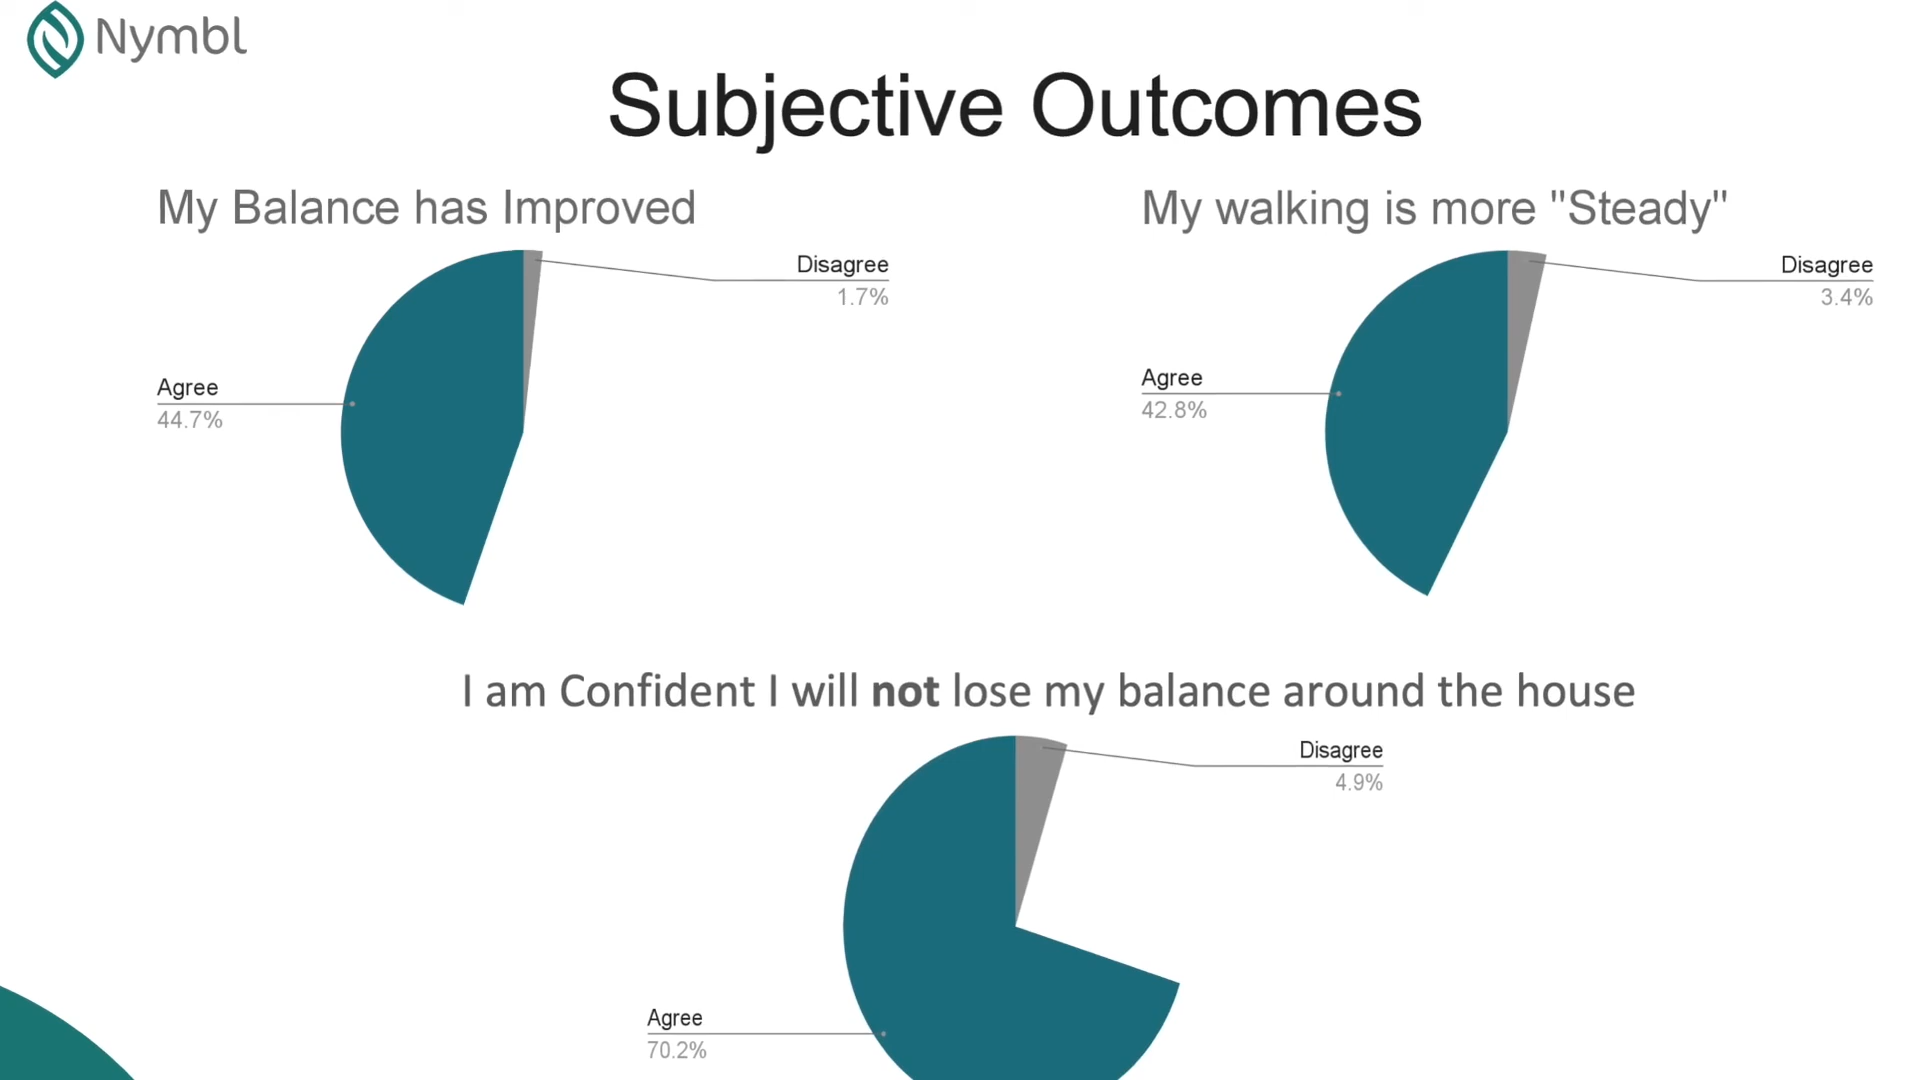 Nymbl
Subjective Outcomes
My Balance has Improved
Disagree
1.7%
Agree
44.7%
My walking is more "Steady"
Disagree
3.4%
Agree
42.8%
I am Confident I will not lose my balance around the house
Disagree
4.9%
Agree
70.2%